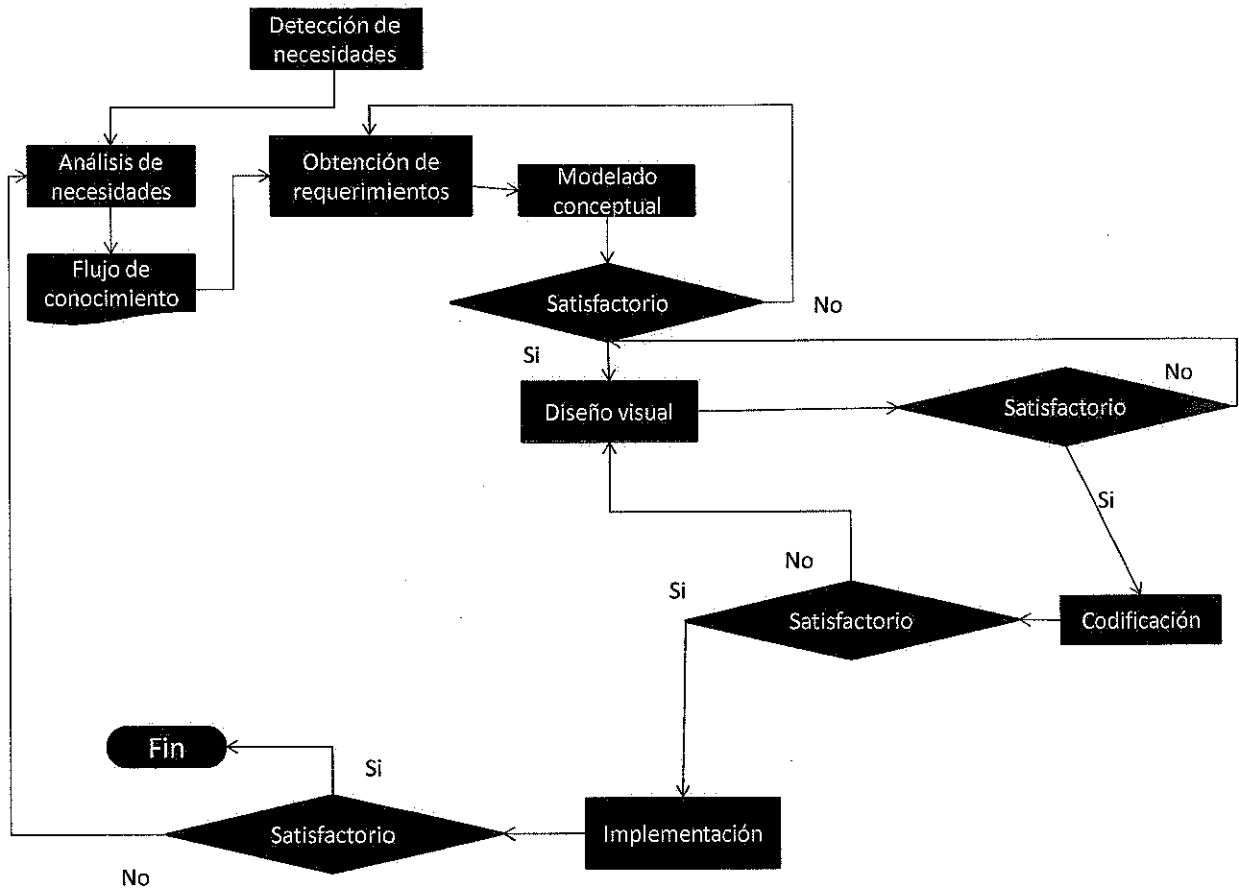 Detección de
necesidades
Análisis de
necesidades
Obtención de
requerimientos
Modelado
conceptual
Flujo de
conocimiento
Satisfactorio
No
Si
Diseño visual
Satisfactorio
No
Si
Codificación
Satisfactorio
No
Si
Implementación
Satisfactorio
Si
No
Fin